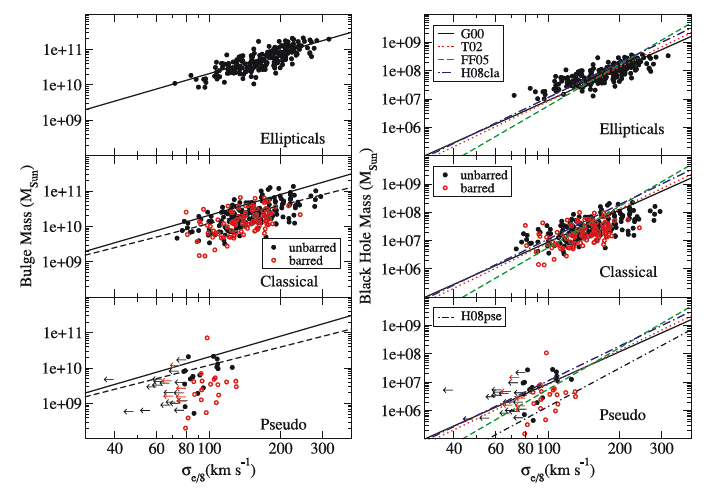 1e+11
1e+10
1e+09
Ellipticals
1e+11
1e+10
1e+09
unbarred
barred
Classical
1e+11
1e+10
1e+09
Pseudo
40 60 80 100 200 300
σe/8(km s⁻¹)
Bulge Mass (MSun)
G00
T02
FF05
H08cla
1e+09
1e+08
1e+07
1e+06
Ellipticals
unbarred
barred
1e+09
1e+08
1e+07
1e+06
Classical
H08pse
1e+09
1e+08
1e+07
1e+06
Pseudo
40 60 80 100 200 300
σe/8(km s⁻¹)
Black Hole Mass (MSun)